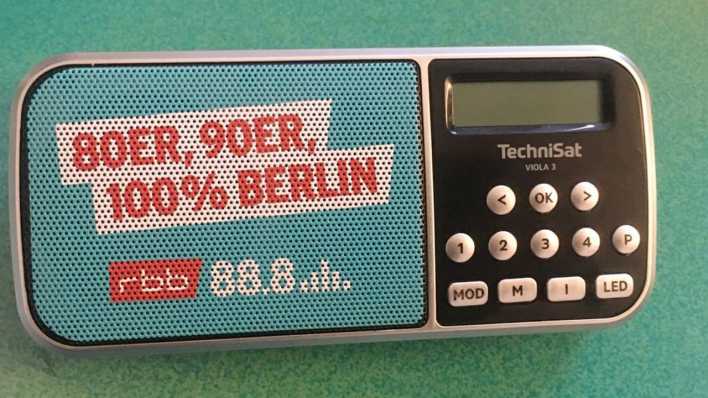 80ER, 90ER,
100% BERLIN
rbb 88.8
TechniSat
VIOLA 3
< OK >
1 2 3 4 P
MOD M I LED